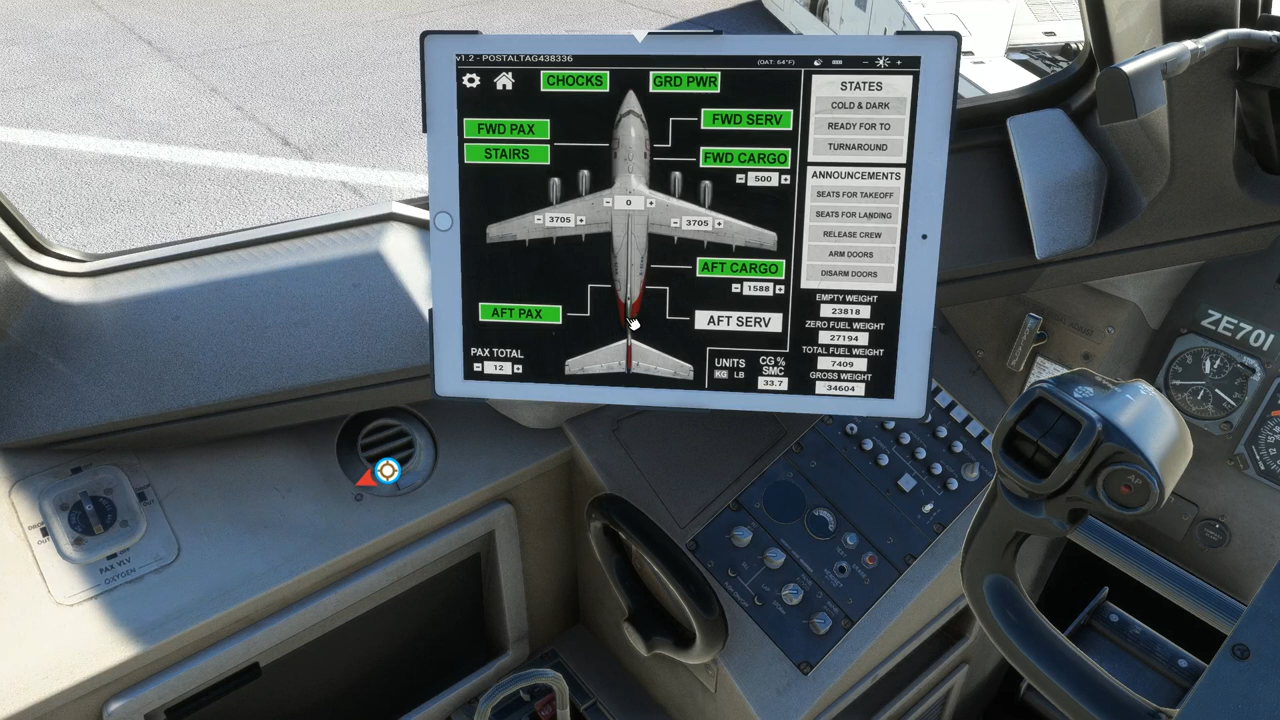 v1.2 - POSTALTAG438336
(OAT: 64°F)
- +
CHOCKS
GRD PWR
FWD PAX
STAIRS
FWD SERV
FWD CARGO
- 500 +
- 0 +
- 3705 +
- 3705 +
AFT CARGO
- 1588 +
AFT PAX
AFT SERV
PAX TOTAL
- 12 +
UNITS
KG LB
CG %
SMC
33.7
STATES
COLD & DARK
READY FOR TO
TURNAROUND
ANNOUNCEMENTS
SEATS FOR TAKEOFF
SEATS FOR LANDING
RELEASE CREW
ARM DOORS
DISARM DOORS
EMPTY WEIGHT
23818
ZERO FUEL WEIGHT
27194
TOTAL FUEL WEIGHT
7409
GROSS WEIGHT
34604
ZE701
AP
PAX VLV
OXYGEN